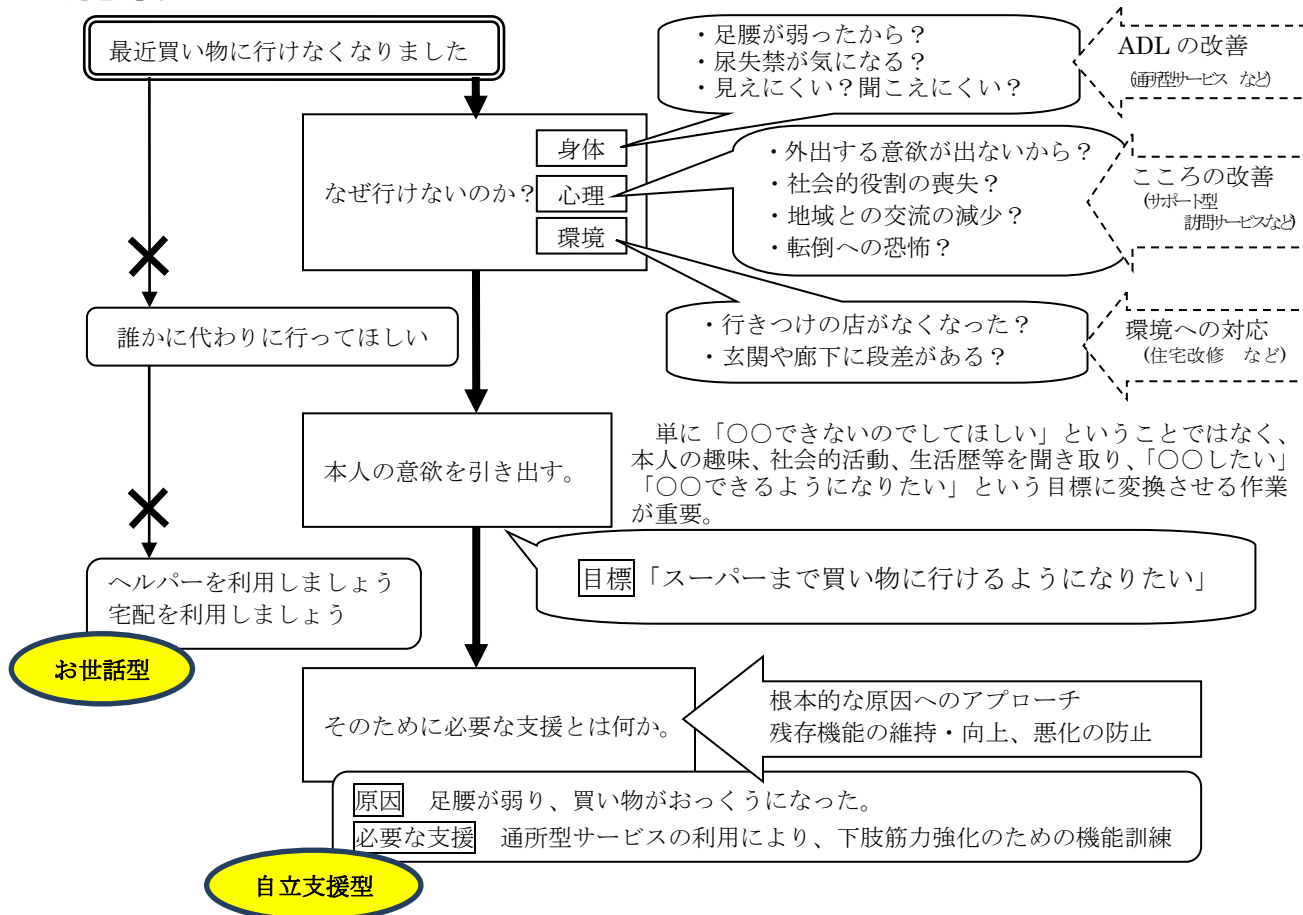 最近買い物に行けなくなりました
・足腰が弱ったから？
・尿失禁が気になる？
・見えにくい？聞こえにくい？
ADL の改善
(通所型サービス　など)
なぜ行けないのか？
身体
心理
環境
・外出する意欲が出ないから？
・社会的役割の喪失？
・地域との交流の減少？
・転倒への恐怖？
こころの改善
(サポート型
訪問サービスなど)
誰かに代わりに行ってほしい
・行きつけの店がなくなった？
・玄関や廊下に段差がある？
環境への対応
(住宅改修　など)
本人の意欲を引き出す。
単に「〇〇できないのでしてほしい」ということではなく、
本人の趣味、社会的活動、生活歴等を聞き取り、「〇〇したい」
「〇〇できるようになりたい」という目標に変換させる作業
が重要。
目標「スーパーまで買い物に行けるようになりたい」
ヘルパーを利用しましょう
宅配を利用しましょう
お世話型
そのために必要な支援とは何か。
根本的な原因へのアプローチ
残存機能の維持・向上、悪化の防止
原因　足腰が弱り、買い物がおっくうになった。
必要な支援　通所型サービスの利用により、下肢筋力強化のための機能訓練
自立支援型